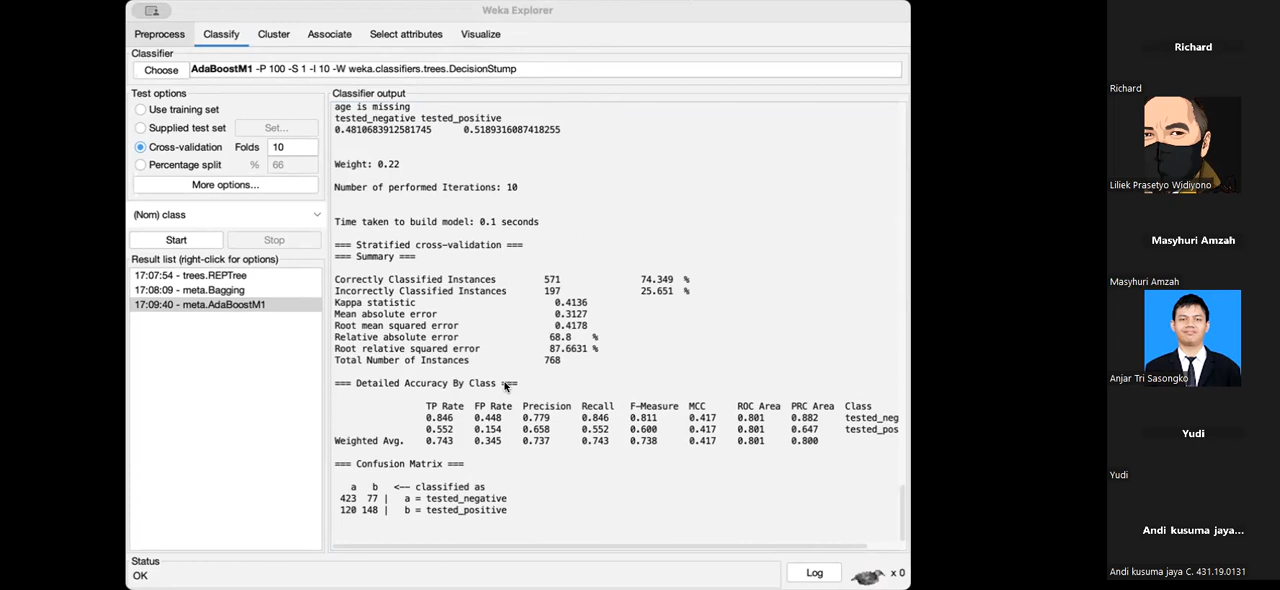 Weka Explorer
Preprocess Classify Cluster Associate Select attributes Visualize
Classifier
Choose AdaBoostM1 -P 100 -S 1 -I 10 -W weka.classifiers.trees.DecisionStump
Test options
Use training set
Supplied test set Set...
Cross-validation Folds 10
Percentage split % 66
More options...
(Nom) class
Start Stop
Result list (right-click for options)
17:07:54 - trees.REPTree
17:08:09 - meta.Bagging
17:09:40 - meta.AdaBoostM1
Classifier output
age is missing
tested_negative tested_positive
0.4810683912581745 0.5189316087418255
Weight: 0.22
Number of performed Iterations: 10
Time taken to build model: 0.1 seconds
=== Stratified cross-validation ===
=== Summary ===
Correctly Classified Instances 571 74.349 %
Incorrectly Classified Instances 197 25.651 %
Kappa statistic 0.4136
Mean absolute error 0.3127
Root mean squared error 0.4178
Relative absolute error 68.8 %
Root relative squared error 87.6631 %
Total Number of Instances 768
=== Detailed Accuracy By Class ===
TP Rate FP Rate Precision Recall F-Measure MCC ROC Area PRC Area Class
0.846 0.448 0.779 0.846 0.811 0.417 0.801 0.882 tested_neg
0.552 0.154 0.658 0.552 0.600 0.417 0.801 0.647 tested_pos
Weighted Avg. 0.743 0.345 0.737 0.743 0.738 0.417 0.801 0.800
=== Confusion Matrix ===
a b <-- classified as
423 77 | a = tested_negative
120 148 | b = tested_positive
Status
OK
Log
x 0
Richard
Richard
Liliek Prasetyo Widiyono
Masyhuri Amzah
Masyhuri Amzah
Anjar Tri Sasongko
Yudi
Yudi
Andi kusuma jaya...
Andi kusuma jaya C. 431.19.0131